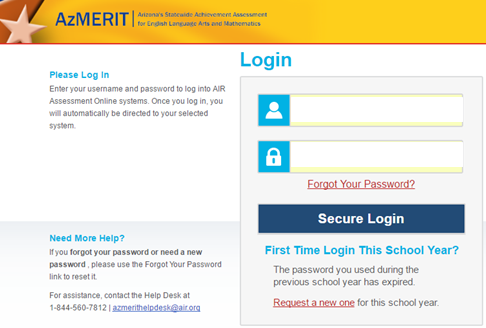 AzMERIT
Arizona's Statewide Achievement Assessment
for English Language Arts and Mathematics
Please Log In
Enter your username and password to log into AIR
Assessment Online systems. Once you log in, you
will automatically be directed to your selected
system.
Login
Forgot Your Password?
Secure Login
First Time Login This School Year?
The password you used during the
previous school year has expired.
Request a new one for this school year.
Need More Help?
If you forgot your password or need a new
password , please use the Forgot Your Password
link to reset it.
For assistance, contact the Help Desk at
1-844-560-7812 | azmerithelpdesk@air.org